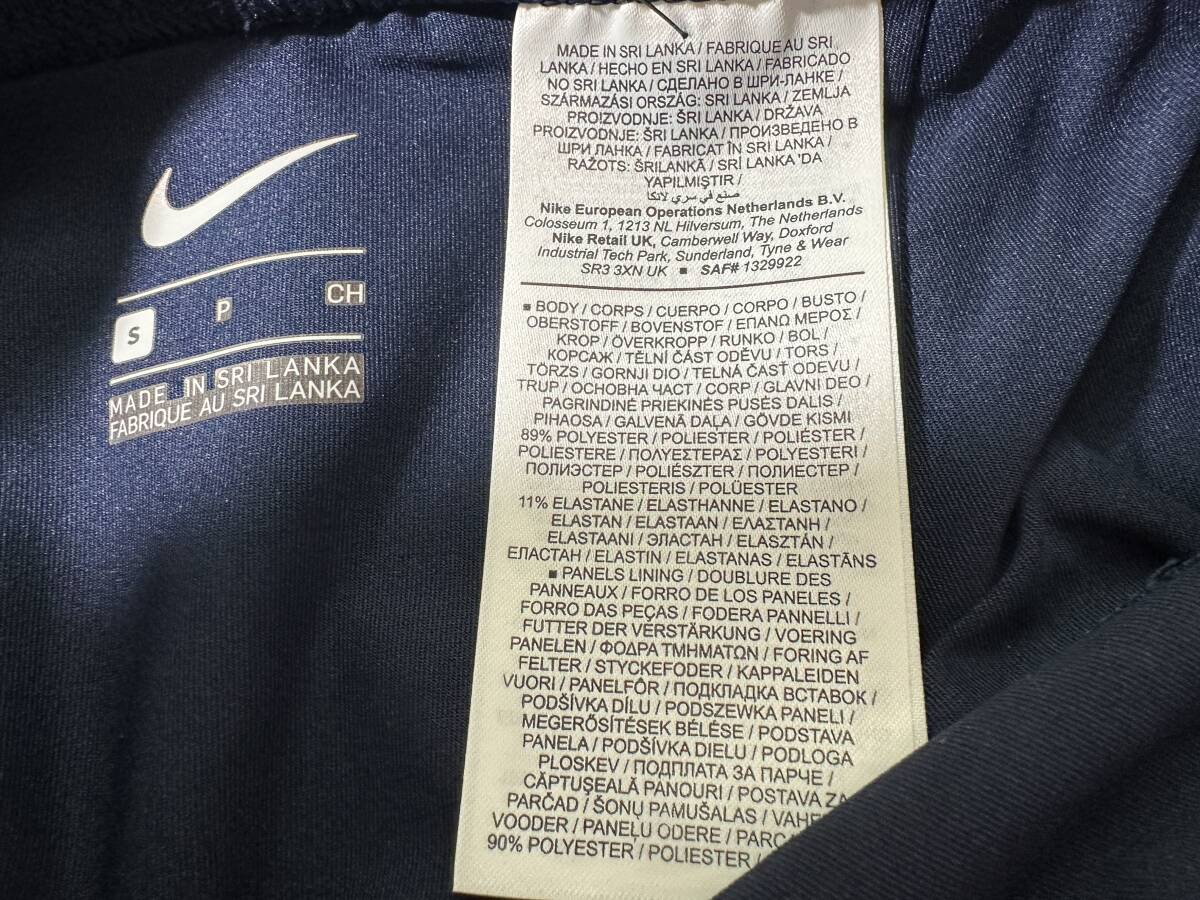 S
P
CH
MADE IN SRI LANKA
FABRIQUE AU SRI LANKA
MADE IN SRI LANKA / FABRIQUE AU SRI
LANKA / HECHO EN SRI LANKA / FABRICADO
NO SRI LANKA / СДЕЛАНО В ШРИ-ЛАНКЕ /
SZÁRMAZÁSI ORSZÁG: SRI LANKA / ZEMLJA
PROIZVODNJE: ŠRI LANKA / DRŽAVA
PROIZVODNJE: ŠRI LANKA / ПРОИЗВЕДЕНО В
ШРИ ЛАНКА / FABRICAT ÎN SRI LANKA /
RAŽOTS: ŠRILANKĀ / SRİ LANKA 'DA
YAPILMIŞTIR /
صنع في سري لانكا
Nike European Operations Netherlands B.V.
Colosseum 1, 1213 NL Hilversum, The Netherlands
Nike Retail UK, Camberwell Way, Doxford
Industrial Tech Park, Sunderland, Tyne & Wear
SR3 3XN UK ▪ SAF# 1329922
▪ BODY / CORPS / CUERPO / CORPO / BUSTO /
OBERSTOFF / BOVENSTOF / ΕΠΑΝΩ ΜΕΡΟΣ /
KROP / ÖVERKROPP / RUNKO / BOL /
КОРСАЖ / TĚLNÍ ČÁST ODĚVU / TORS /
TÖRZS / GORNJI DIO / TELNÁ ČASŤ ODEVU /
TRUP / ОСНОВНА ЧАСТ / CORP / GLAVNI DEO /
PAGRINDINĖ PRIEKINĖS PUSĖS DALIS /
PIHAOSA / GALVENĀ DAĻA / GÖVDE KISMI
89% POLYESTER / POLIESTER / POLIÉSTER /
POLIESTERE / ΠΟΛΥΕΣΤΕΡΑΣ / POLYESTERI /
ПОЛИЭСТЕР / POLIÉSZTER / ПОЛИЕСТЕР /
POLIESTERIS / POLÜESTER
11% ELASTANE / ELASTHANNE / ELASTANO /
ELASTAN / ELASTAAN / ΕΛΑΣΤΑΝΗ /
ELASTAANI / ЭЛАСТАН / ELASZTÁN /
ЕЛАСТАН / ELASTIN / ELASTANAS / ELASTĀNS
▪ PANELS LINING / DOUBLURE DES
PANNEAUX / FORRO DE LOS PANELES /
FORRO DAS PEÇAS / FODERA PANNELLI /
FUTTER DER VERSTÄRKUNG / VOERING
PANELEN / ΦΟΔΡΑ ΤΜΗΜΑΤΩΝ / FORING AF
FELTER / STYCKEFODER / KAPPALEIDEN
VUORI / PANELFÔR / ПОДКЛАДКА ВСТАВОК /
PODŠÍVKA DÍLU / PODSZEWKA PANELI /
MEGERŐSÍTÉSEK BÉLÉSE / PODSTAVA
PANELA / PODŠÍVKA DIELU / PODLOGA
PLOSKEV / ПОДПЛАТА ЗА ПАРЧЕ /
CĂPTUȘEALĂ PANOURI / POSTAVA ZA
PARČAD / ŠONŲ PAMUŠALAS /
VOODER / PANEĻU ODERE /
90% POLYESTER / POLIESTER /